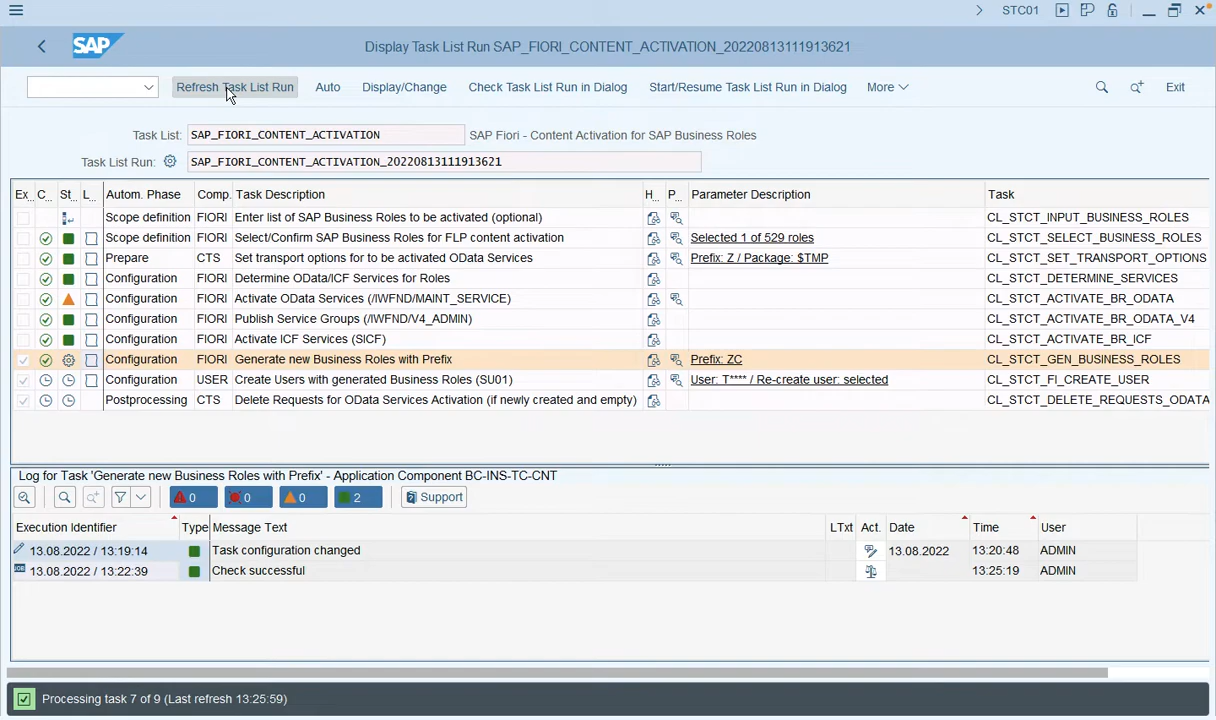 STC01
SAP
Display Task List Run SAP_FIORI_CONTENT_ACTIVATION_20220813111913621
Refresh Task List Run Auto Display/Change Check Task List Run in Dialog Start/Resume Task List Run in Dialog More Exit
Task List: SAP_FIORI_CONTENT_ACTIVATION SAP Fiori - Content Activation for SAP Business Roles
Task List Run: SAP_FIORI_CONTENT_ACTIVATION_20220813111913621
Ex... C... St... L... Autom. Phase Comp. Task Description H... P... Parameter Description Task
Scope definition FIORI Enter list of SAP Business Roles to be activated (optional) CL_STCT_INPUT_BUSINESS_ROLES
Scope definition FIORI Select/Confirm SAP Business Roles for FLP content activation Selected 1 of 529 roles CL_STCT_SELECT_BUSINESS_ROLES
Prepare CTS Set transport options for to be activated OData Services Prefix: Z / Package: $TMP CL_STCT_SET_TRANSPORT_OPTIONS
Configuration FIORI Determine OData/ICF Services for Roles CL_STCT_DETERMINE_SERVICES
Configuration FIORI Activate OData Services (/IWFND/MAINT_SERVICE) CL_STCT_ACTIVATE_BR_ODATA
Configuration FIORI Publish Service Groups (/IWFND/V4_ADMIN) CL_STCT_ACTIVATE_BR_ODATA_V4
Configuration FIORI Activate ICF Services (SICF) CL_STCT_ACTIVATE_BR_ICF
Configuration FIORI Generate new Business Roles with Prefix Prefix: ZC CL_STCT_GEN_BUSINESS_ROLES
Configuration USER Create Users with generated Business Roles (SU01) User: T**** / Re-create user: selected CL_STCT_FI_CREATE_USER
Postprocessing CTS Delete Requests for OData Services Activation (if newly created and empty) CL_STCT_DELETE_REQUESTS_ODATA
Log for Task 'Generate new Business Roles with Prefix' - Application Component BC-INS-TC-CNT
0 0 0 2 Support
Execution Identifier Type Message Text LTxt Act. Date Time User
13.08.2022 / 13:19:14 Task configuration changed 13.08.2022 13:20:48 ADMIN
13.08.2022 / 13:22:39 Check successful 13:25:19 ADMIN
Processing task 7 of 9 (Last refresh 13:25:59)